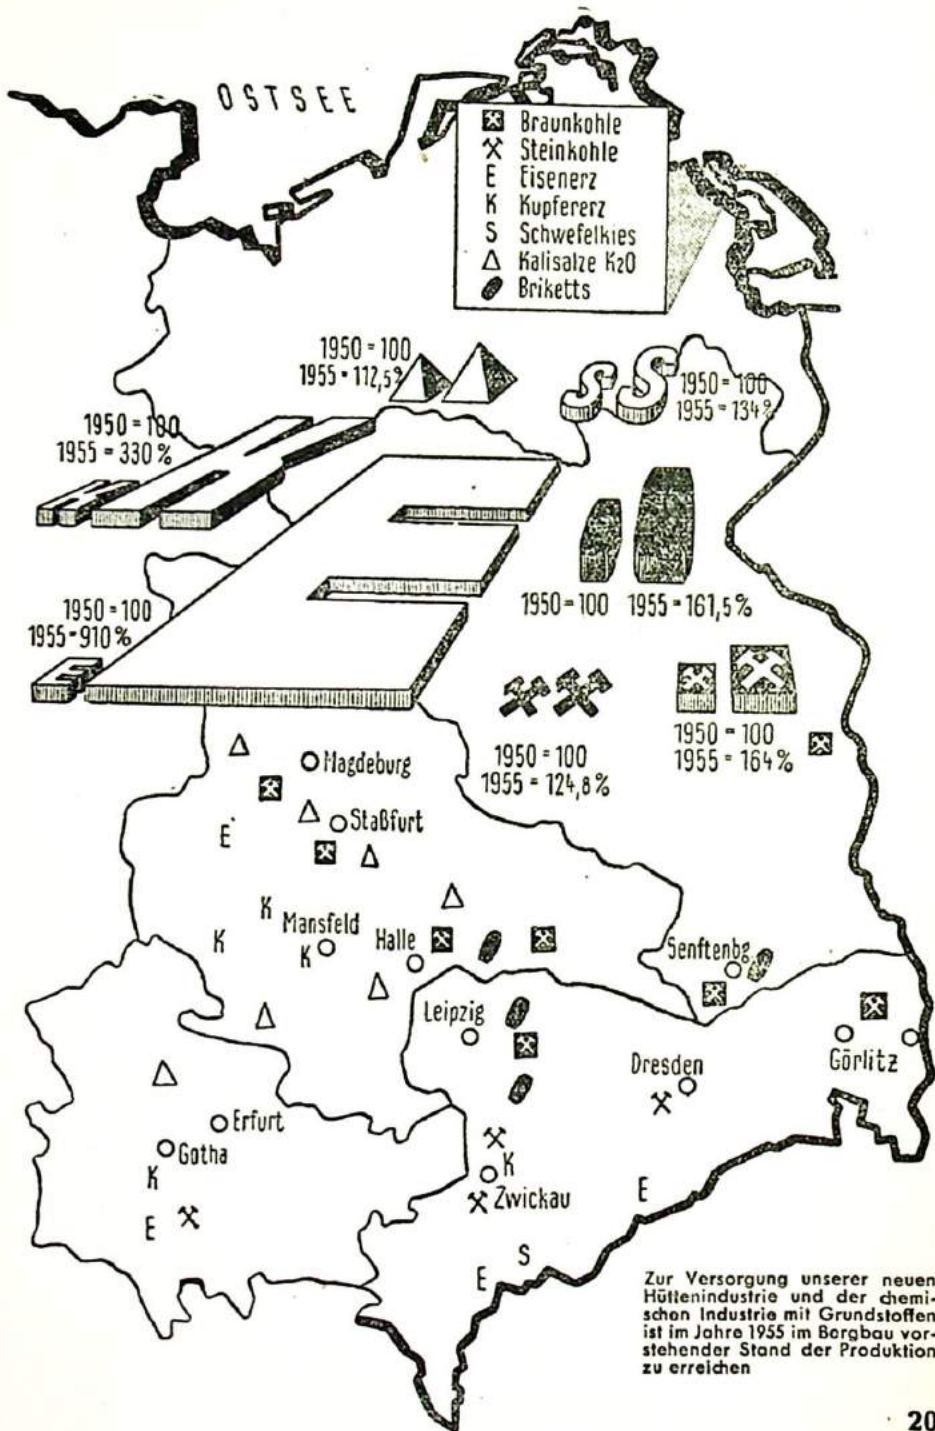 OSTSEE
Braunkohle
Steinkohle
E Eisenerz
K Kupfererz
S Schwefelkies
Kalisalze K2O
Briketts
1950 = 100
1955 = 112,5%
1950 = 100
1955 = 134%
1950 = 100
1955 = 330%
1950 = 100
1955 = 161,5%
1950 = 100
1955 = 910%
E
1950 = 100
1955 = 124,8%
1950 = 100
1955 = 164%
Magdeburg
Staßfurt
E
K
Mansfeld
K
K
Halle
Senftenbg.
Leipzig
Dresden
Görlitz
Erfurt
Gotha
K
E
K
Zwickau
E
S
E
Zur Versorgung unserer neuen
Hüttenindustrie und der chemi-
schen Industrie mit Grundstoffen
ist im Jahre 1955 im Bergbau vor-
stehender Stand der Produktion
zu erreichen
20